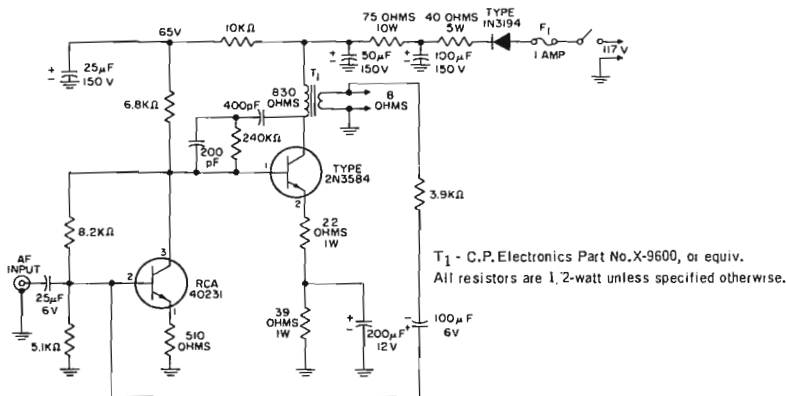 65V
10KΩ
75 OHMS
10W
40 OHMS
5W
TYPE
1N3194
F1
1 AMP
117V
25µF
150V
50µF
150V
100µF
150V
T1
6.8KΩ
400pF
830
OHMS
8
OHMS
200
pF
240KΩ
1
TYPE
2N3584
2
3.9KΩ
8.2KΩ
22
OHMS
1W
T1 - C.P. Electronics Part No. X-9600, or equiv.
All resistors are 1/2-watt unless specified otherwise.
AF
INPUT
25µF
6V
3
2
1
RCA
40231
39
OHMS
1W
200µF
12V
100µF
6V
5.1KΩ
510
OHMS